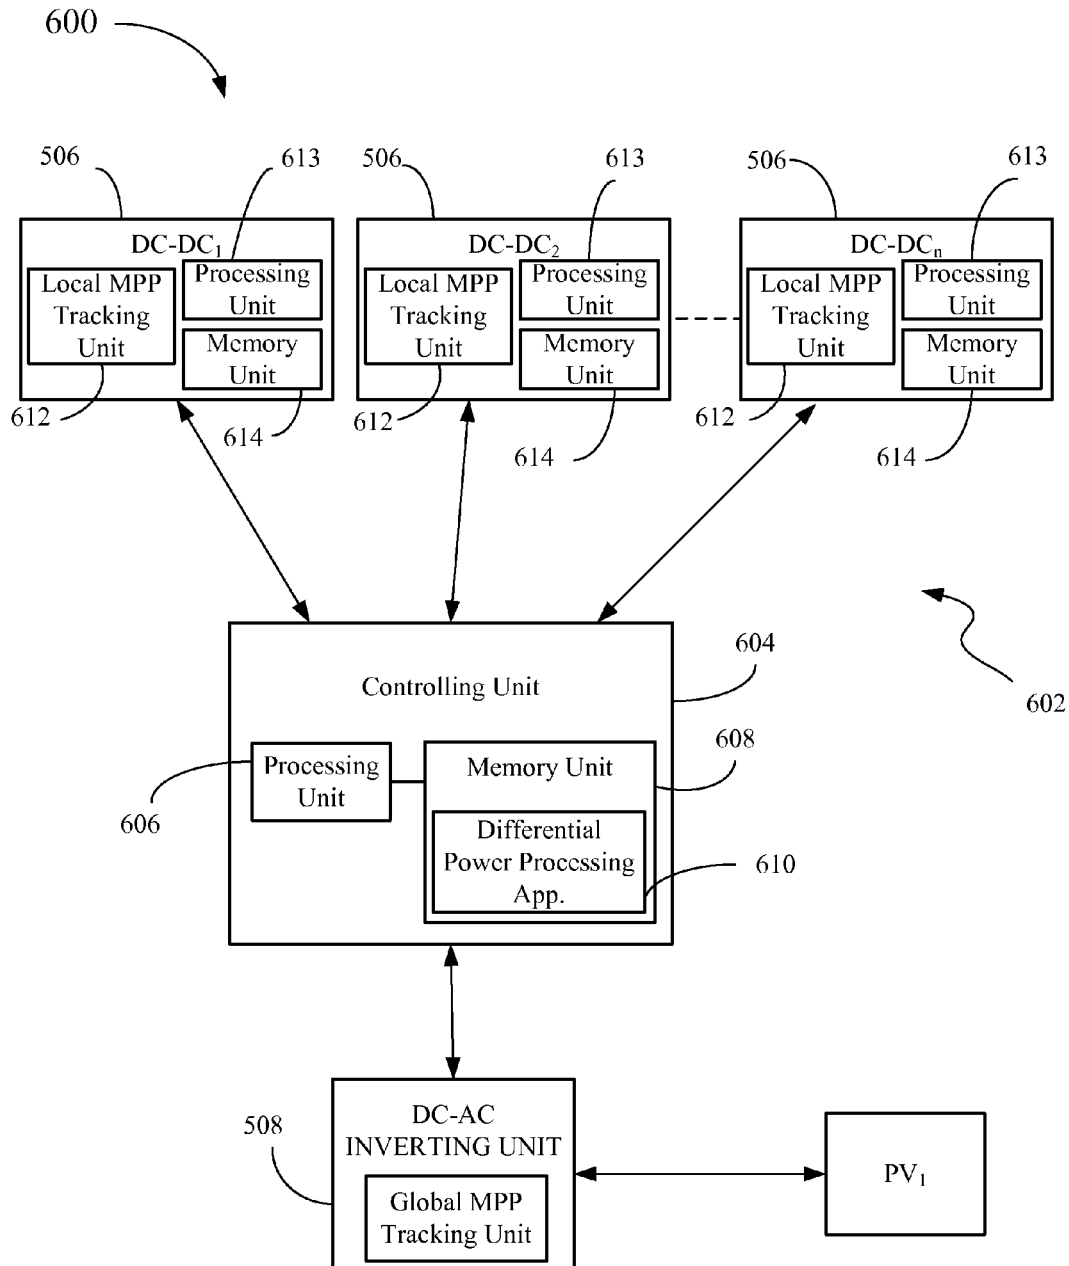 600
506
613
506
613
506
613
DC-DC₁
DC-DC₂
DC-DCₙ
Local MPP
Tracking
Unit
Processing
Unit
Memory
Unit
Local MPP
Tracking
Unit
Processing
Unit
Memory
Unit
Local MPP
Tracking
Unit
Processing
Unit
Memory
Unit
612
614
612
614
612
614
602
604
Controlling Unit
Processing
Unit
606
Memory Unit
608
Differential
Power Processing
App.
610
508
DC-AC
INVERTING UNIT
Global MPP
Tracking Unit
PV₁